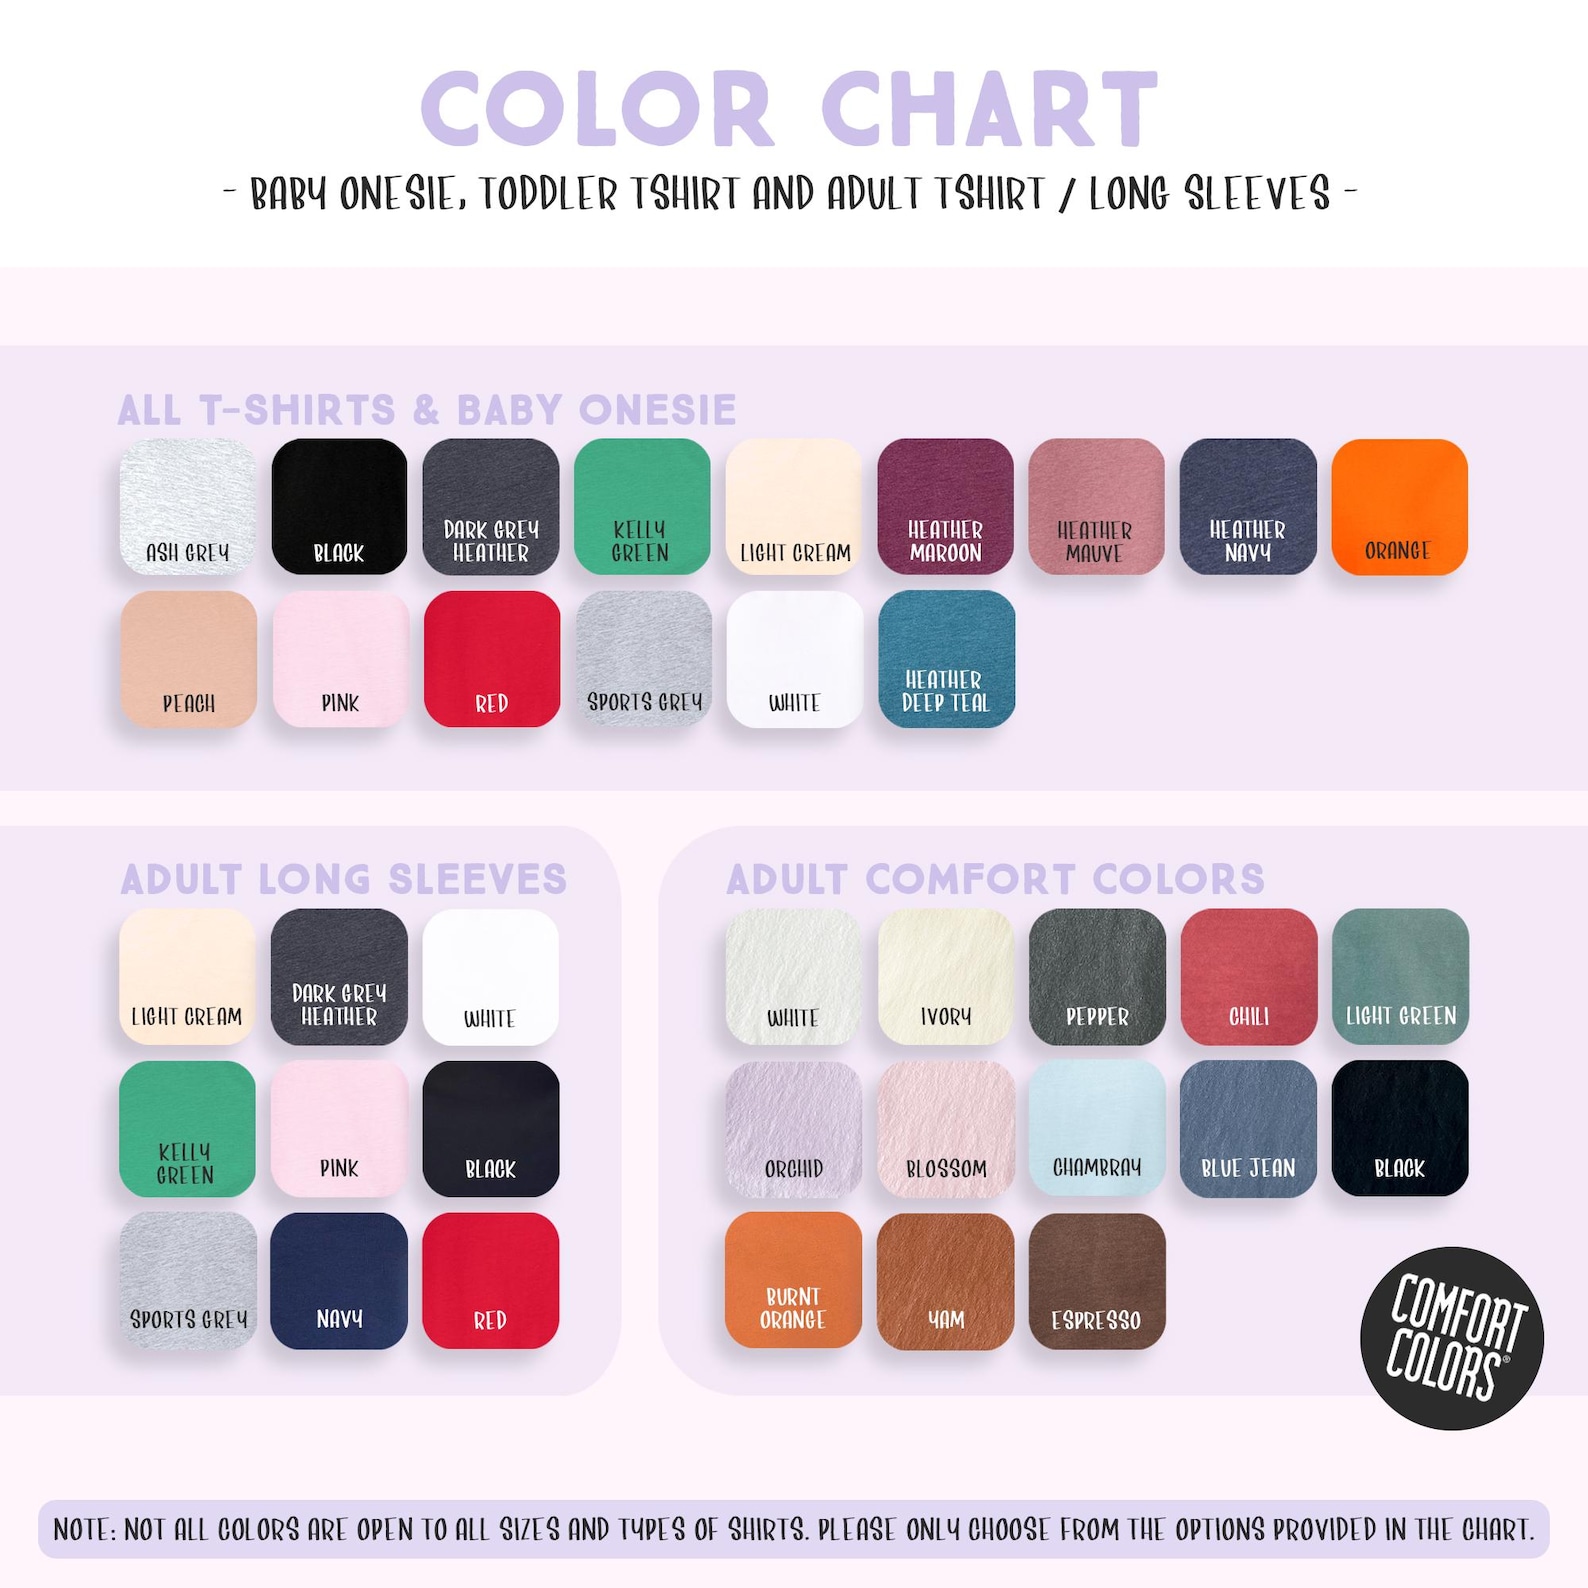 COLOR CHART
- BABY ONESIE, TODDLER TSHIRT AND ADULT TSHIRT / LONG SLEEVES -
ALL T-SHIRTS & BABY ONESIE
ASH GREY
BLACK
DARK GREY
HEATHER
KELLY
GREEN
LIGHT CREAM
HEATHER
MAROON
HEATHER
MAUVE
HEATHER
NAVY
ORANGE
PEACH
PINK
RED
SPORTS GREY
WHITE
HEATHER
DEEP TEAL
ADULT LONG SLEEVES
LIGHT CREAM
DARK GREY
HEATHER
WHITE
KELLY
GREEN
PINK
BLACK
SPORTS GREY
NAVY
RED
ADULT COMFORT COLORS
WHITE
IVORY
PEPPER
CHILI
LIGHT GREEN
ORCHID
BLOSSOM
CHAMBRAY
BLUE JEAN
BLACK
BURNT
ORANGE
YAM
ESPRESSO
COMFORT
COLORS®
NOTE: NOT ALL COLORS ARE OPEN TO ALL SIZES AND TYPES OF SHIRTS. PLEASE ONLY CHOOSE FROM THE OPTIONS PROVIDED IN THE CHART.